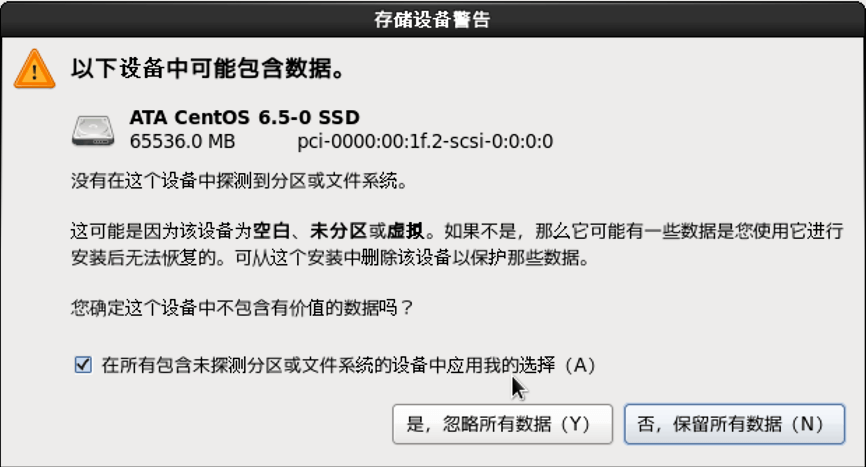 存储设备警告
以下设备中可能包含数据。
ATA CentOS 6.5-0 SSD
65536.0 MB pci-0000:00:1f.2-scsi-0:0:0:0
没有在这个设备中探测到分区或文件系统。
这可能是因为该设备为空白、未分区或虚拟。如果不是，那么它可能有一些数据是您使用它进行
安装后无法恢复的。可从这个安装中删除该设备以保护那些数据。
您确定这个设备中不包含有价值的数据吗？
在所有包含未探测分区或文件系统的设备中应用我的选择（A）
是，忽略所有数据（Y） 否，保留所有数据（N）